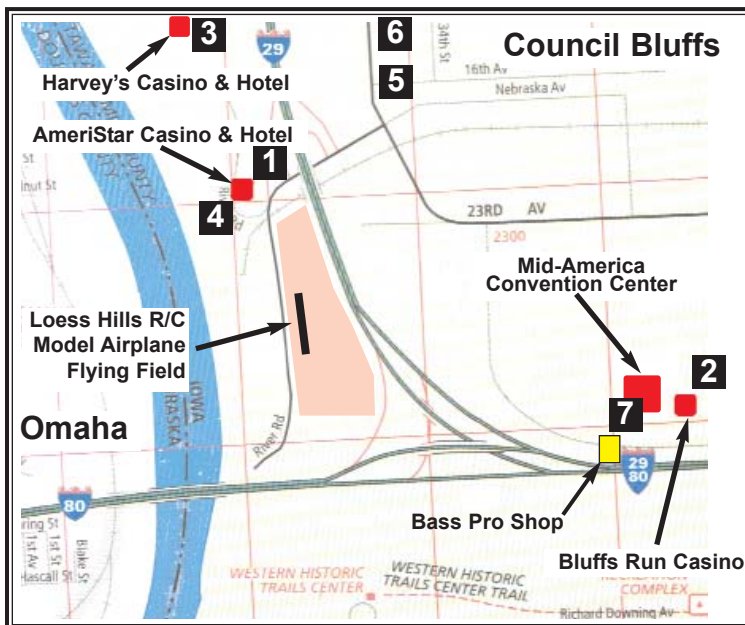 3
Harvey's Casino & Hotel
29
6
34th St
Council Bluffs
16th Av
5
Nebraska Av
AmeriStar Casino & Hotel
1
4
23RD AV
2300
Mid-America
Convention Center
Loess Hills R/C
Model Airplane
Flying Field
2
7
IOWA
Omaha
River Rd
29
80
80
Bass Pro Shop
Bluffs Run Casino
1st Av
1st St
Blake St
WESTERN HISTORIC
TRAILS CENTER
WESTERN HISTORIC
TRAILS CENTER TRAIL
COMPLEX
Richard Downing Av